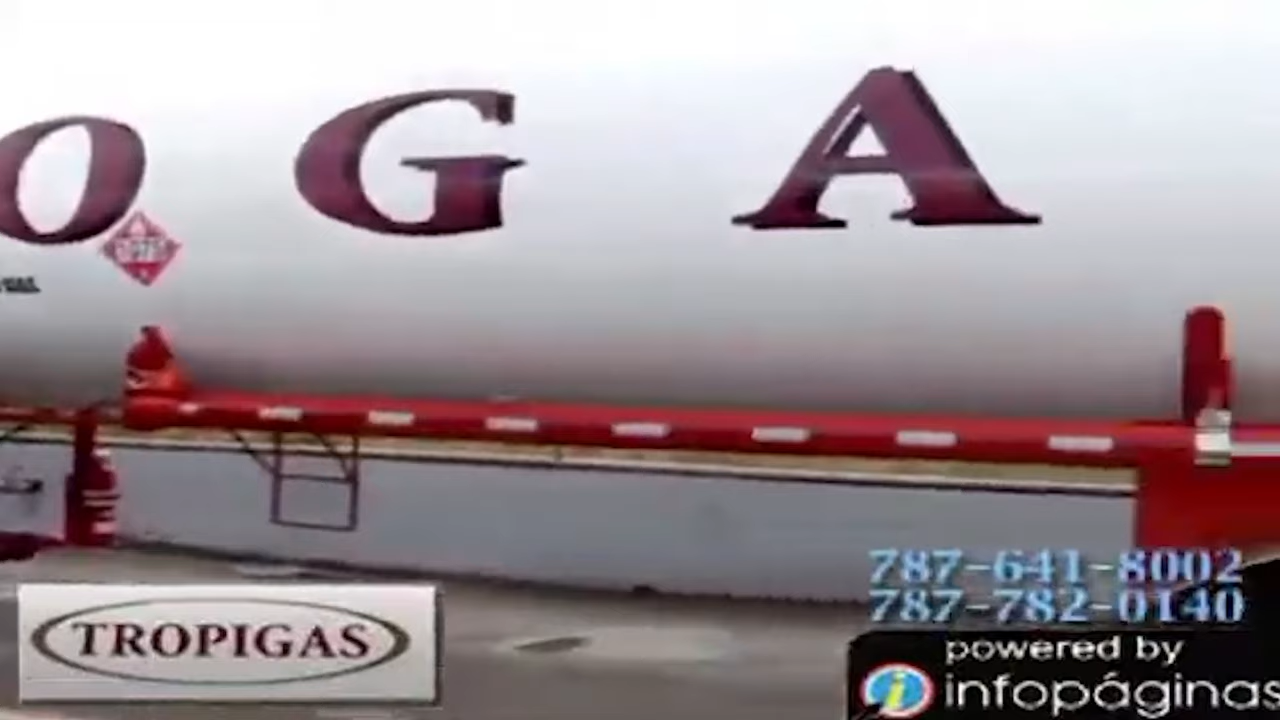 O G A
TROPIGAS
787-641-8002
787-782-0140
powered by
infopáginas